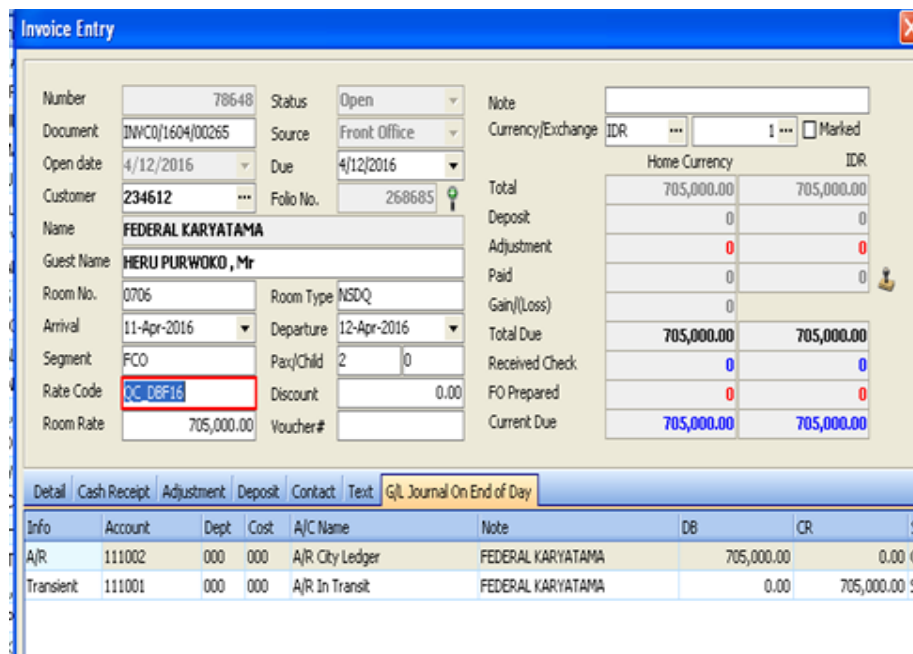 Invoice Entry
Number 78648 Status Open Note
Document INVC0/1604/00265 Source Front Office Currency/Exchange IDR ... 1 ... Marked
Open date 4/12/2016 Due 4/12/2016 Home Currency IDR
Customer 234612 ... Folio No. 268685 Total 705,000.00 705,000.00
Name FEDERAL KARYATAMA Deposit 0 0
Guest Name HERU PURWOKO , Mr Adjustment 0 0
Room No. 0706 Room Type NSDQ Paid 0 0
Gain/(Loss) 0
Arrival 11-Apr-2016 Departure 12-Apr-2016 Total Due 705,000.00 705,000.00
Segment FCO Pax/Child 2 0 Received Check 0 0
Rate Code QC_DBF16 Discount 0.00 FO Prepared 0 0
Room Rate 705,000.00 Voucher# Current Due 705,000.00 705,000.00
Detail Cash Receipt Adjustment Deposit Contact Text G/L Journal On End of Day
Info Account Dept Cost A/C Name Note DB CR
A/R 111002 000 000 A/R City Ledger FEDERAL KARYATAMA 705,000.00 0.00
Transient 111001 000 000 A/R In Transit FEDERAL KARYATAMA 0.00 705,000.00